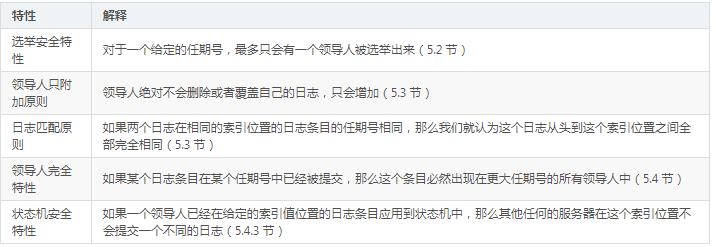 特性 解释
选举安全特
性
对于一个给定的任期号，最多只会有一个领导人被选举出来（5.2 节）
领导人只附
加原则
领导人绝对不会删除或者覆盖自己的日志，只会增加（5.3 节）
日志匹配原
则
如果两个日志在相同的索引位置的日志条目的任期号相同，那么我们就认为这个日志从头到这个索引位置之间全
部完全相同（5.3 节）
领导人完全
特性
如果某个日志条目在某个任期号中已经被提交，那么这个条目必然出现在更大任期号的所有领导人中（5.4 节）
状态机安全
特性
如果一个领导人已经在给定的索引值位置的日志条目应用到状态机中，那么其他任何的服务器在这个索引位置不
会提交一个不同的日志（5.4.3 节）